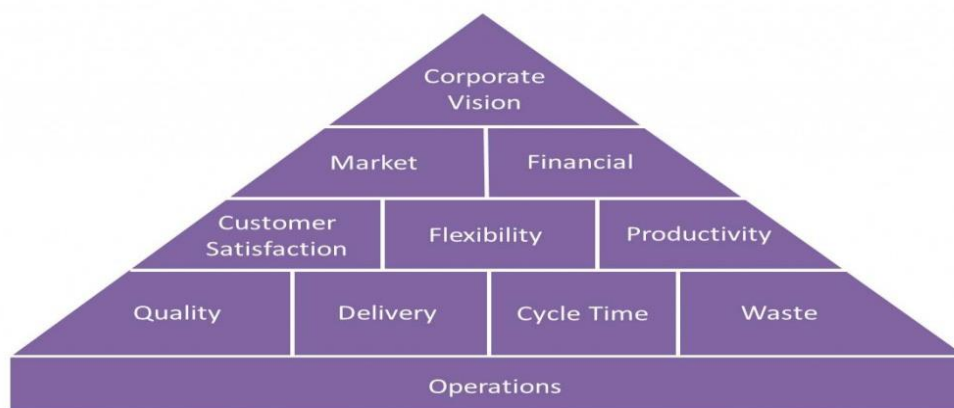 Corporate
Vision
Market
Financial
Customer
Satisfaction
Flexibility
Productivity
Quality
Delivery
Cycle Time
Waste
Operations